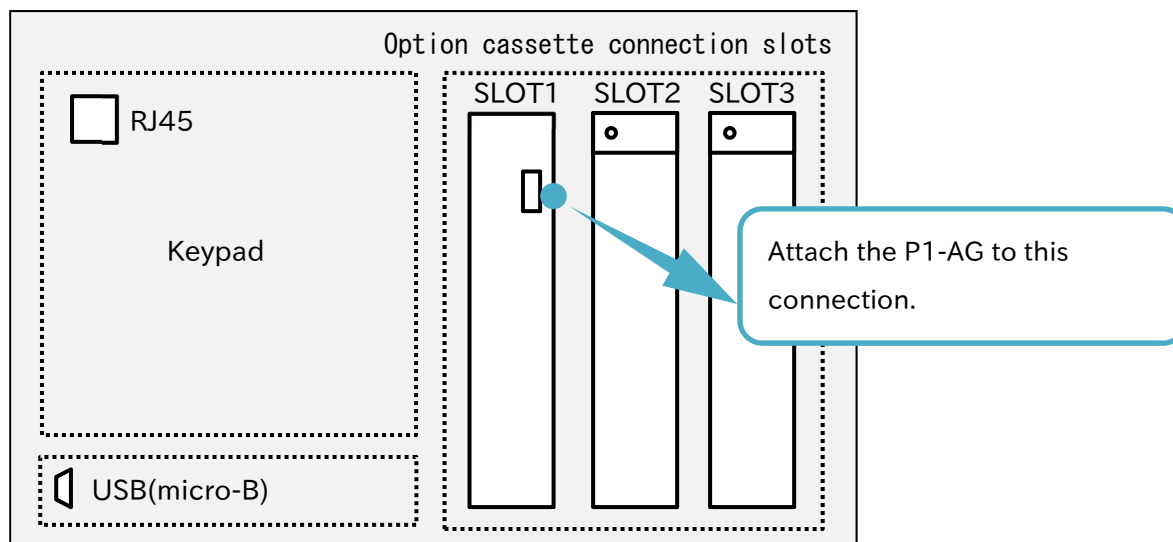 Option cassette connection slots
SLOT1 SLOT2 SLOT3
RJ45
Keypad
Attach the P1-AG to this
connection.
USB(micro-B)